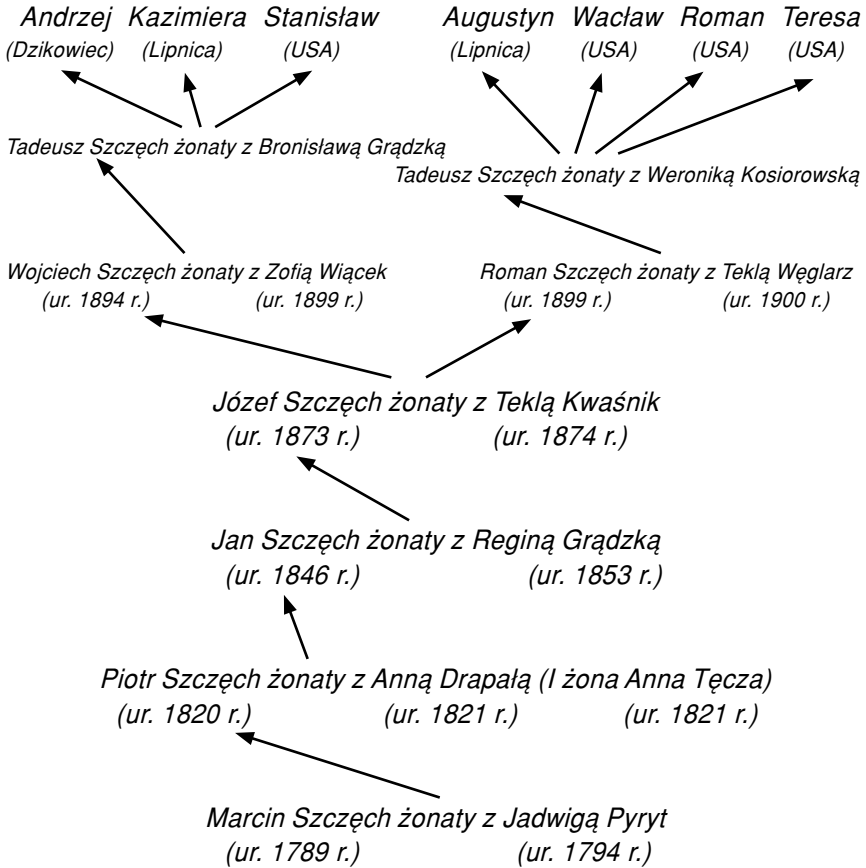 Andrzej Kazimiera Stanisław Augustyn Wacław Roman Teresa
(Dzikowiec) (Lipnica) (USA) (Lipnica) (USA) (USA) (USA)
Tadeusz Szczęch żonaty z Bronisławą Grądzką
Tadeusz Szczęch żonaty z Weroniką Kosiorowską
Wojciech Szczęch żonaty z Zofią Wiącek Roman Szczęch żonaty z Teklą Węglarz
(ur. 1894 r.) (ur. 1899 r.) (ur. 1899 r.) (ur. 1900 r.)
Józef Szczęch żonaty z Teklą Kwaśnik
(ur. 1873 r.) (ur. 1874 r.)
Jan Szczęch żonaty z Reginą Grądzką
(ur. 1846 r.) (ur. 1853 r.)
Piotr Szczęch żonaty z Anną Drapałą (I żona Anna Tęcza)
(ur. 1820 r.) (ur. 1821 r.) (ur. 1821 r.)
Marcin Szczęch żonaty z Jadwigą Pyryt
(ur. 1789 r.) (ur. 1794 r.)